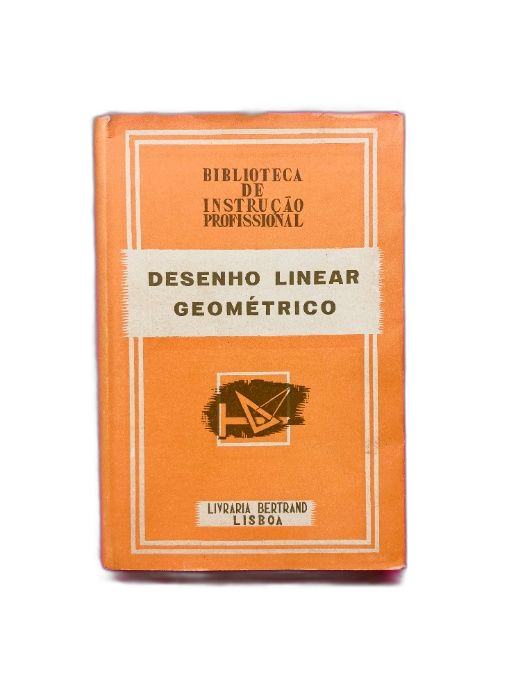 BIBLIOTECA
DE
INSTRUÇÃO
PROFISSIONAL
DESENHO LINEAR
GEOMÉTRICO
LIVRARIA BERTRAND
LISBOA